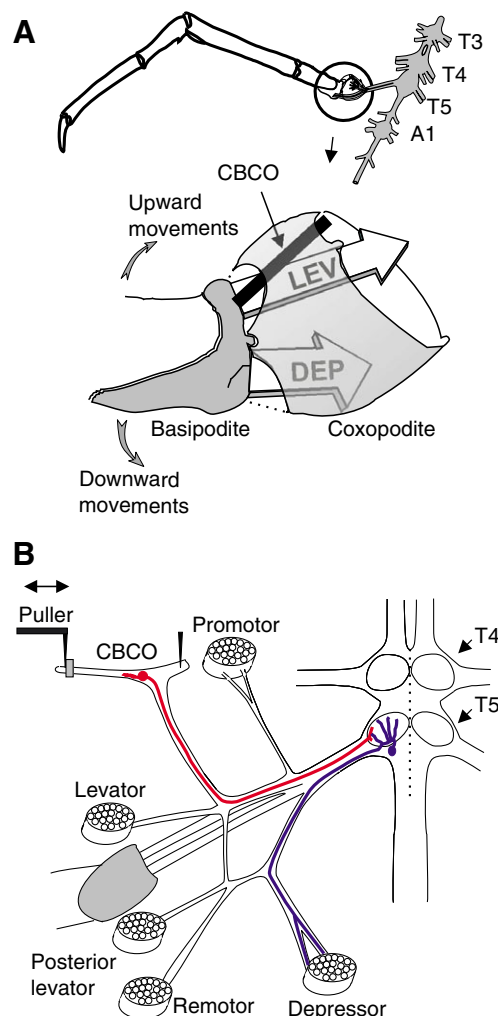 A
T3
T4
T5
A1
CBCO
Upward
movements
LEV
DEP
Basipodite
Coxopodite
Downward
movements
B
Puller
CBCO
Promotor
T4
T5
Levator
Posterior
levator
Remotor
Depressor